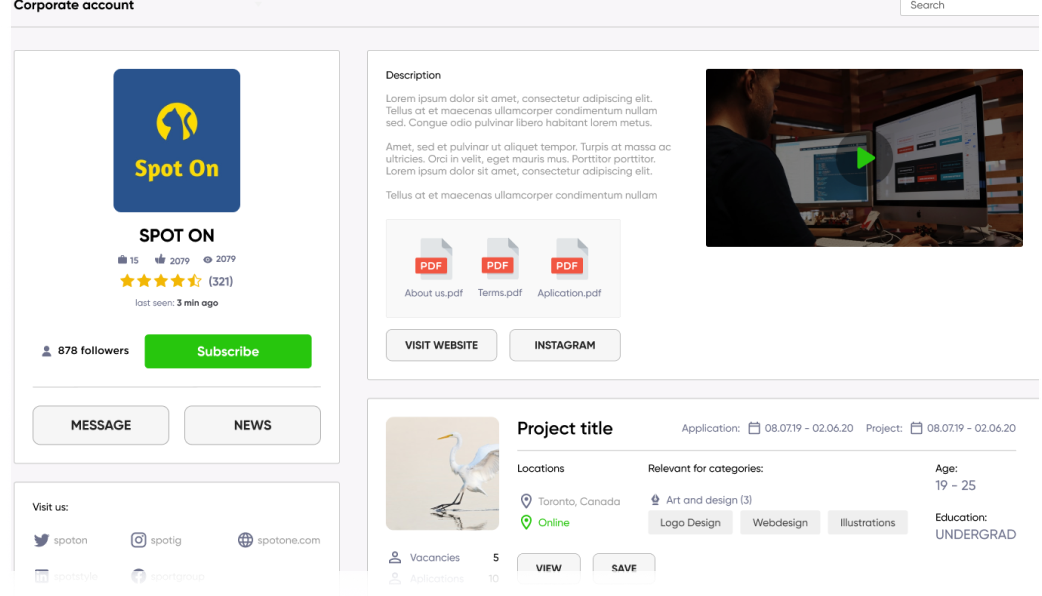 Corporate account
Search
Spot On
SPOT ON
15 2079 2079
(321)
last seen: 3 min ago
878 followers
Subscribe
MESSAGE
NEWS
Visit us:
spoton
spotig
spotone.com
spotstyle
sportgroup
Description
Lorem ipsum dolor sit amet, consectetur adipiscing elit.
Tellus at et maecenas ullamcorper condimentum nullam
sed. Congue odio pulvinar libero habitant lorem metus.
Amet, sed et pulvinar ut aliquet tempor. Turpis at massa ac
ultricies. Orci in velit, eget mauris mus. Porttitor porttitor.
Lorem ipsum dolor sit amet, consectetur adipiscing elit.
Tellus at et maecenas ullamcorper condimentum nullam
PDF
PDF
PDF
About us.pdf
Terms.pdf
Aplication.pdf
VISIT WEBSITE
INSTAGRAM
Project title
Application: 08.07.19 - 02.06.20 Project: 08.07.19 - 02.06.20
Locations
Toronto, Canada
Online
Relevant for categories:
Art and design (3)
Logo Design
Webdesign
Illustrations
Age:
19 - 25
Education:
UNDERGRAD
Vacancies 5
Aplications 10
VIEW
SAVE